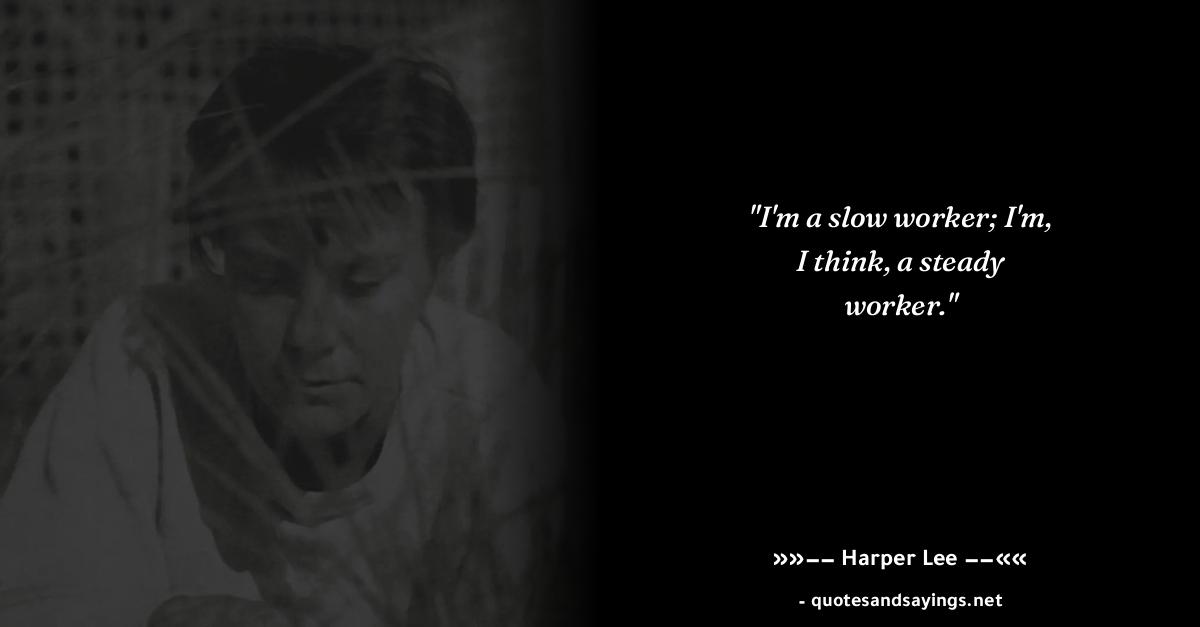 "I'm a slow worker; I'm,
I think, a steady
worker."
»»−− Harper Lee −−««
- quotesandsayings.net